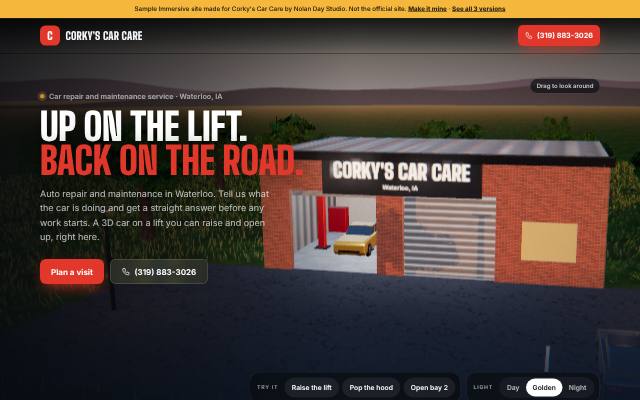 Sample Immersive site made for Corky's Car Care by Nolan Day Studio. Not the official site. Make it mine · See all 3 versions
C CORKY'S CAR CARE
(319) 883-3026
Drag to look around
Car repair and maintenance service · Waterloo, IA
UP ON THE LIFT.
BACK ON THE ROAD.
CORKY'S CAR CARE
Waterloo, IA
Auto repair and maintenance in Waterloo. Tell us what
the car is doing and get a straight answer before any
work starts. A 3D car on a lift you can raise and open
up, right here.
Plan a visit
(319) 883-3026
TRY IT Raise the lift Pop the hood Open bay 2
LIGHT Day Golden Night